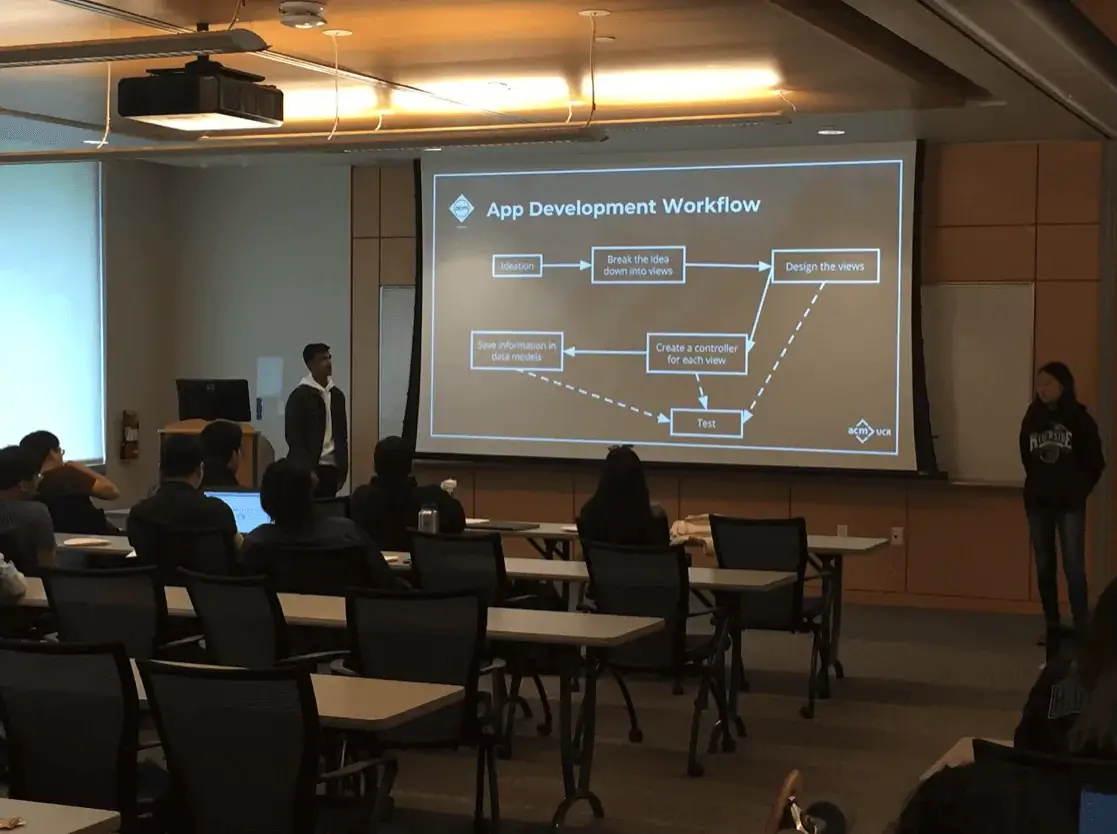 App Development Workflow
Ideation
Break the idea
down into views
Design the views
Save information in
data models
Create a controller
for each view
Test
acm UCR
RIVERSIDE